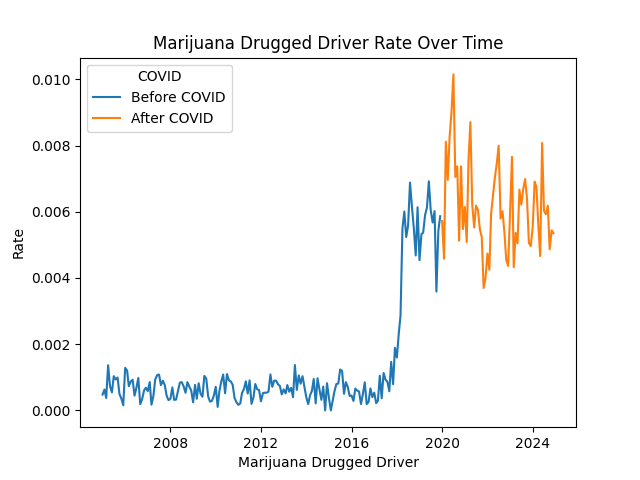 Marijuana Drugged Driver Rate Over Time
COVID
Before COVID
After COVID
0.010
0.008
0.006
0.004
0.002
0.000
Rate
2008 2012 2016 2020 2024
Marijuana Drugged Driver